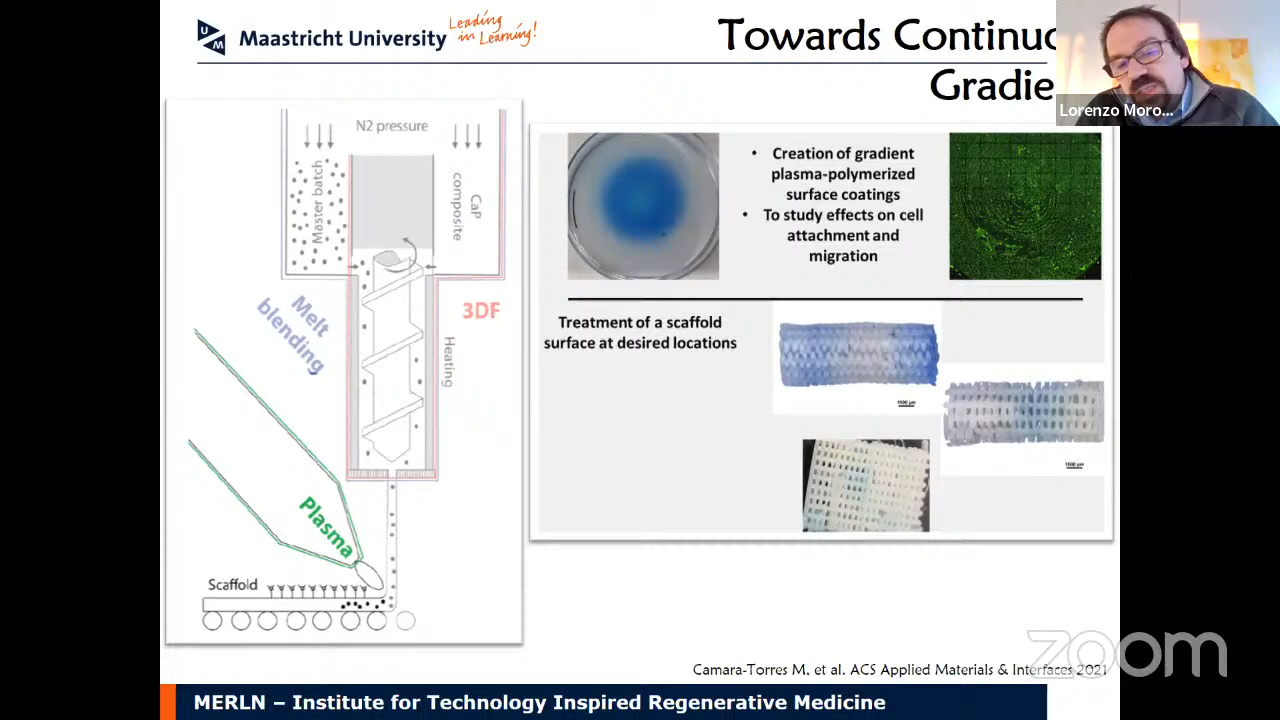 U
M
Maastricht University
Leading
in Learning!
Towards Continuo
Gradie
Lorenzo Moro...
N2 pressure
Master batch
CaP
composite
Melt
blending
3DF
Heating
Plasma
Scaffold
• Creation of gradient
plasma-polymerized
surface coatings
• To study effects on cell
attachment and
migration
Treatment of a scaffold
surface at desired locations
1000 µm
1000 µm
Camara-Torres M, et al. ACS Applied Materials & Interfaces 2021
zoom
MERLN – Institute for Technology Inspired Regenerative Medicine